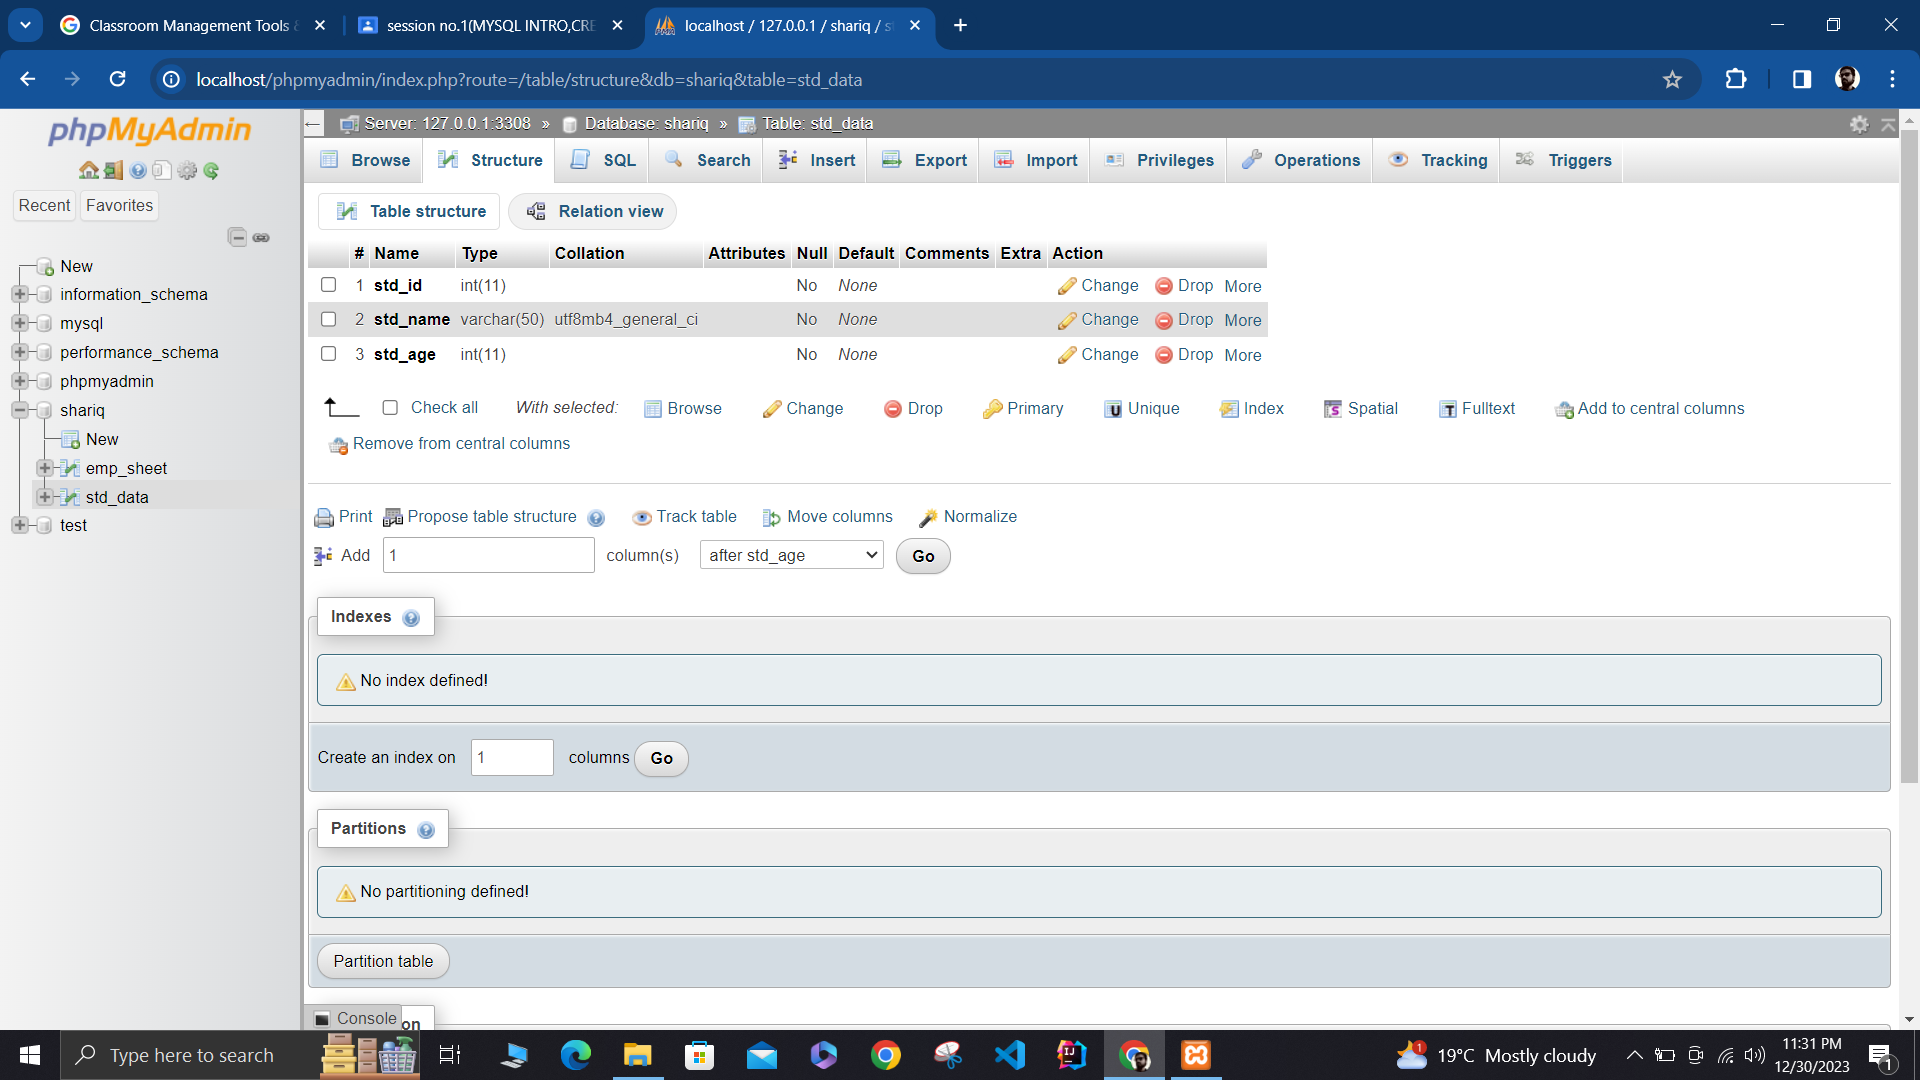 Classroom Management Tools &
session no.1(MYSQL INTRO,CRE
localhost / 127.0.0.1 / shariq / st
localhost/phpmyadmin/index.php?route=/table/structure&db=shariq&table=std_data
phpMyAdmin
Recent Favorites
New
information_schema
mysql
performance_schema
phpmyadmin
shariq
New
emp_sheet
std_data
test
Server: 127.0.0.1:3308 » Database: shariq » Table: std_data
Browse Structure SQL Search Insert Export Import Privileges Operations Tracking Triggers
Table structure Relation view
# Name Type Collation Attributes Null Default Comments Extra Action
1 std_id int(11) No None Change Drop More
2 std_name varchar(50) utf8mb4_general_ci No None Change Drop More
3 std_age int(11) No None Change Drop More
Check all With selected: Browse Change Drop Primary Unique Index Spatial Fulltext Add to central columns
Remove from central columns
Print Propose table structure Track table Move columns Normalize
Add 1 column(s) after std_age Go
Indexes
No index defined!
Create an index on 1 columns Go
Partitions
No partitioning defined!
Partition table
Console on
Type here to search
1 19°C Mostly cloudy
11:31 PM
12/30/2023
1